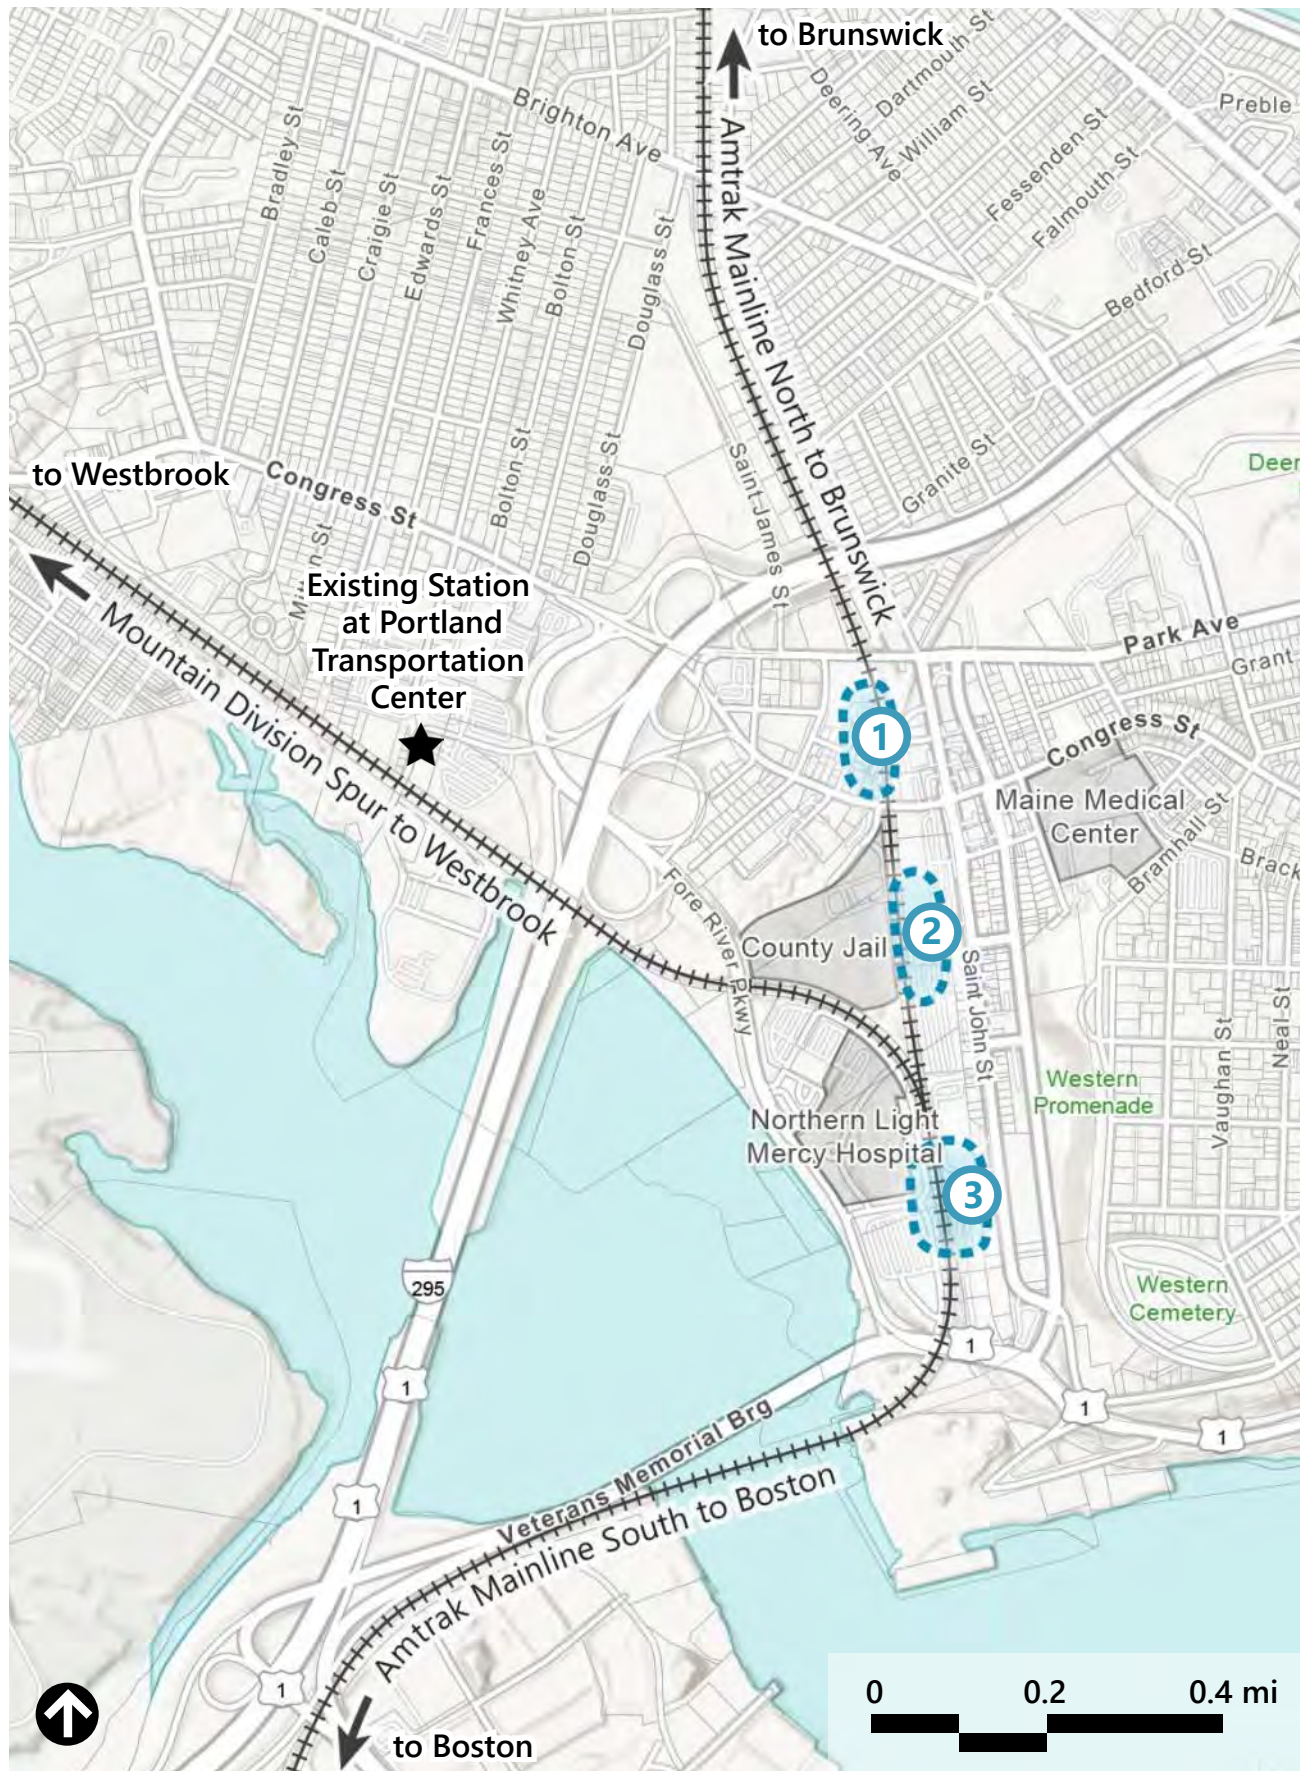 to Brunswick
Dartmouth St
Deering Ave
William St
Preble
Brighton Ave
Bradley St
Caleb St
Craigie St
Edwards St
Frances St
Whitney Ave
Bolton St
Douglass St
Fessenden St
Falmouth St
Bedford St
Amtrak Mainline North to Brunswick
to Westbrook
Congress St
Bolton St
Douglass St
Saint James St
Granite St
Deer
Existing Station
at Portland
Transportation
Center
Mountain Division Spur to Westbrook
Park Ave
Grant
1
Congress St
Maine Medical
Center
Bramhall St
Brack
Fore River Pkwy
County Jail
2
Saint John St
Vaughan St
Neal St
Western
Promenade
Northern Light
Mercy Hospital
3
295
Western
Cemetery
1
1
1
1
Veterans Memorial Brg
1
Amtrak Mainline South to Boston
1
to Boston
0 0.2 0.4 mi